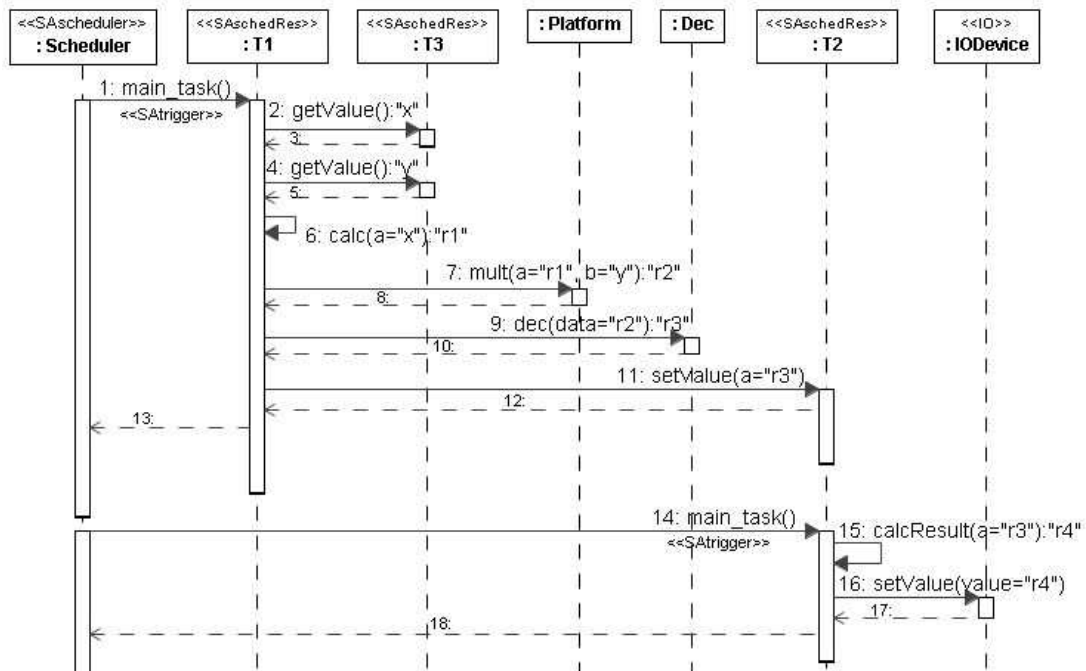 <<SAscheduler>>
: Scheduler
<<SAschedRes>>
: T1
<<SAschedRes>>
: T3
: Platform
: Dec
<<SAschedRes>>
: T2
<<IO>>
: IODevice
1: main_task()
<<SAtrigger>>
2: getValue():"x"
3:
4: getValue():"y"
5:
6: calc(a="x"):"r1"
7: mult(a="r1", b="y"):"r2"
8:
9: dec(data="r2"):"r3"
10:
11: setValue(a="r3")
12:
13:
14: main_task()
<<SAtrigger>>
15: calcResult(a="r3"):"r4"
16: setValue(value="r4")
17:
18: